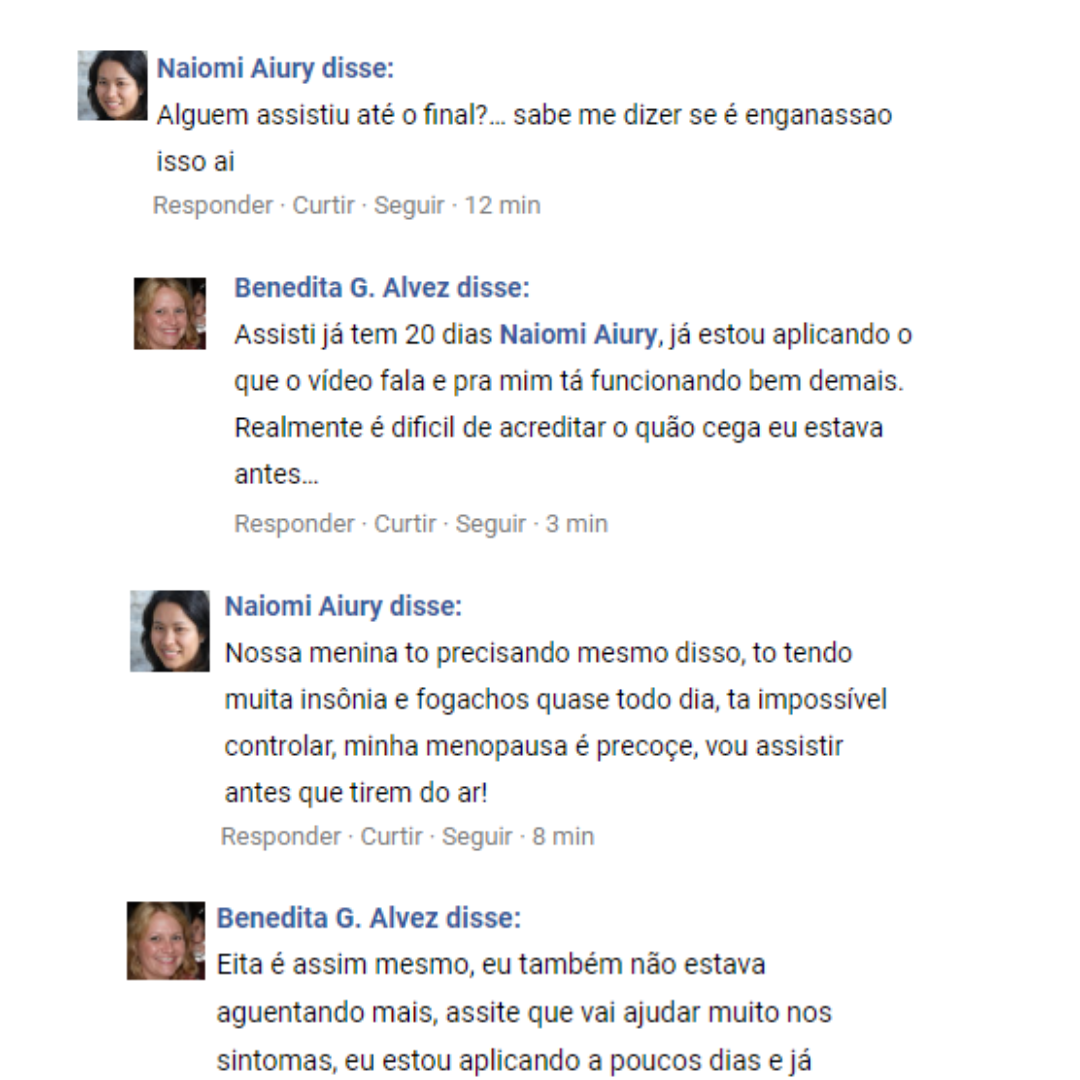 Naiomi Aiury disse:
Alguem assistiu até o final?... sabe me dizer se é enganassao
isso ai
Responder · Curtir · Seguir · 12 min
Benedita G. Alvez disse:
Assisti já tem 20 dias Naiomi Aiury, já estou aplicando o
que o vídeo fala e pra mim tá funcionando bem demais.
Realmente é dificil de acreditar o quão cega eu estava
antes...
Responder · Curtir · Seguir · 3 min
Naiomi Aiury disse:
Nossa menina to precisando mesmo disso, to tendo
muita insônia e fogachos quase todo dia, ta impossível
controlar, minha menopausa é precoçe, vou assistir
antes que tirem do ar!
Responder · Curtir · Seguir · 8 min
Benedita G. Alvez disse:
Eita é assim mesmo, eu também não estava
aguentando mais, assite que vai ajudar muito nos
sintomas, eu estou aplicando a poucos dias e já